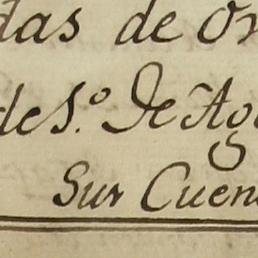 das de Or
de S.º De Ag
Sur Cuen